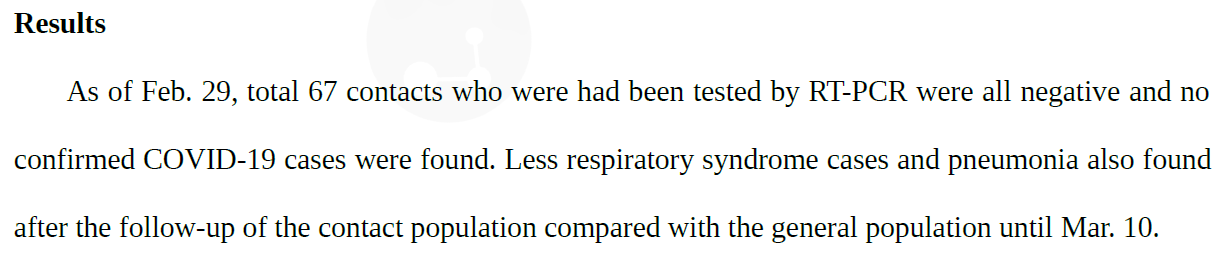 Results
As of Feb. 29, total 67 contacts who were had been tested by RT-PCR were all negative and no
confirmed COVID-19 cases were found. Less respiratory syndrome cases and pneumonia also found
after the follow-up of the contact population compared with the general population until Mar. 10.